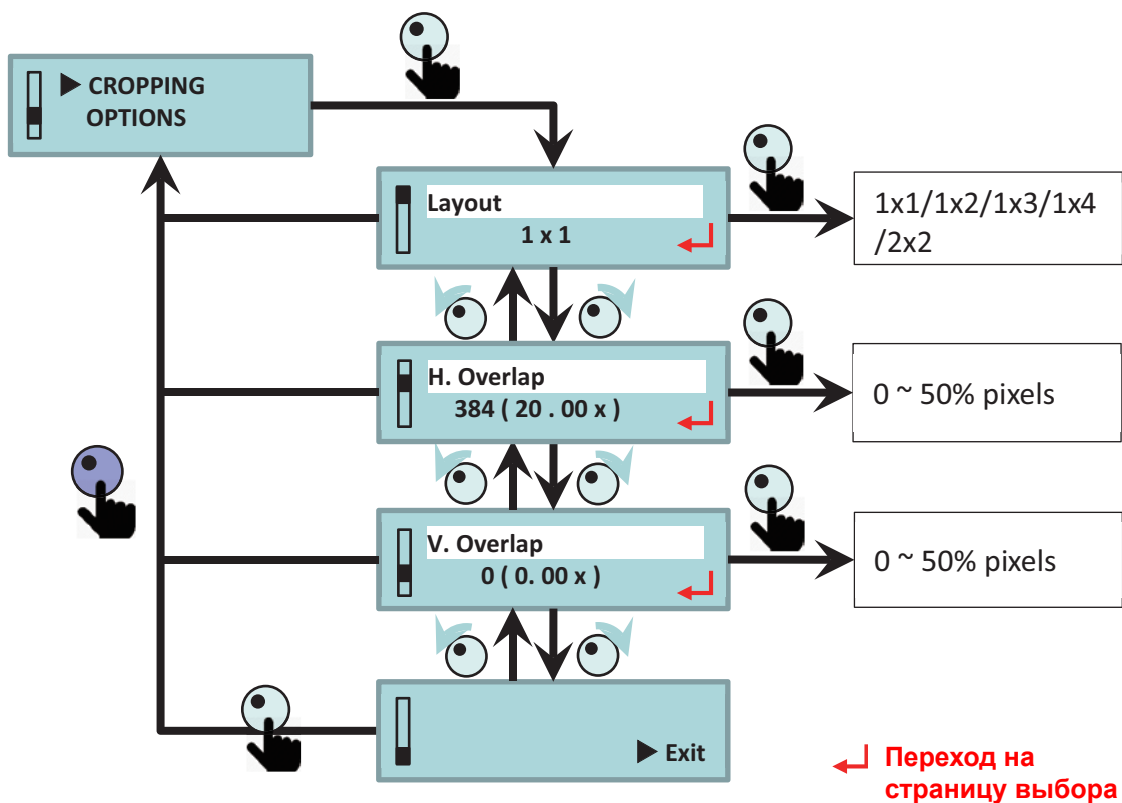 ▶ CROPPING
OPTIONS
Layout
1 x 1
1x1/1x2/1x3/1x4
/2x2
H. Overlap
384 ( 20 . 00 x )
0 ~ 50% pixels
V. Overlap
0 ( 0. 00 x )
0 ~ 50% pixels
▶ Exit
Переход на
страницу выбора